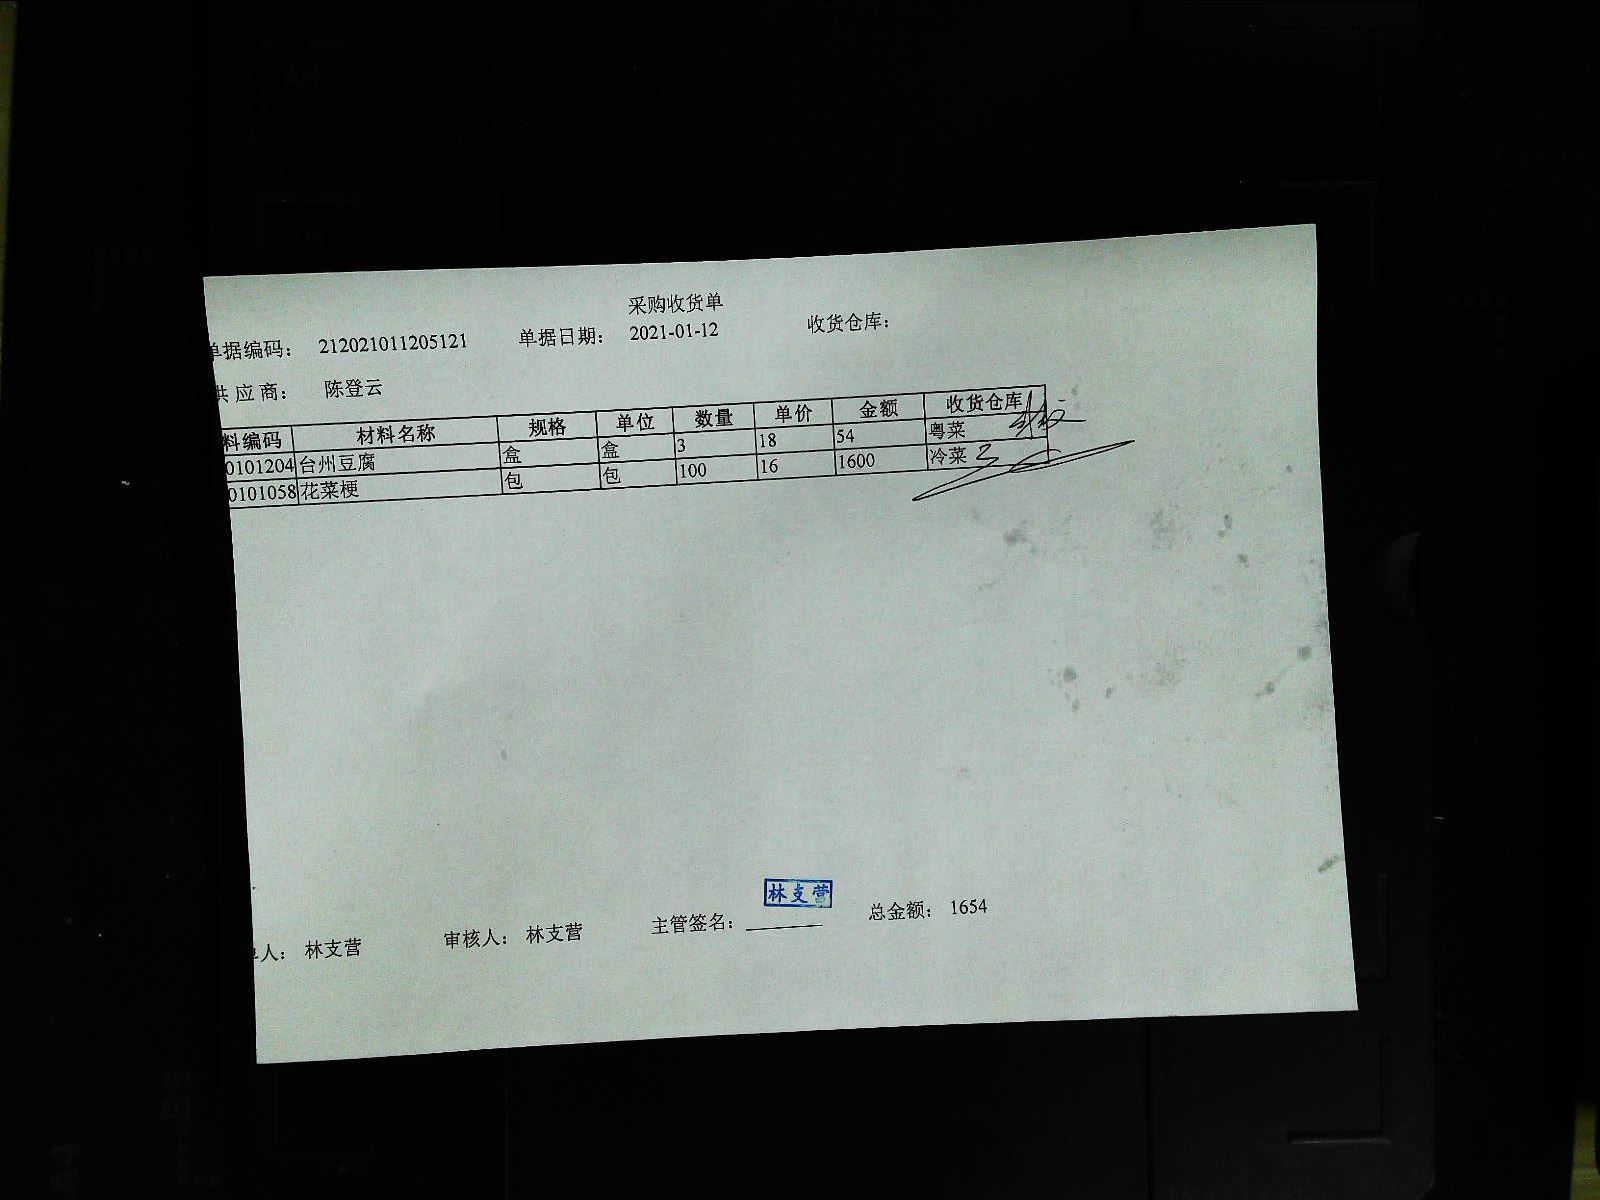 采购收货单
单据编码： 212021011205121 单据日期： 2021-01-12 收货仓库：
供应商： 陈登云
料编码 材料名称 规格 单位 数量 单价 金额 收货仓库
0101204 台州豆腐 盒 盒 3 18 54 粤菜
0101058 花菜梗 包 包 100 16 1600 冷菜
林支营
单人： 林支营 审核人： 林支营 主管签名： 总金额： 1654